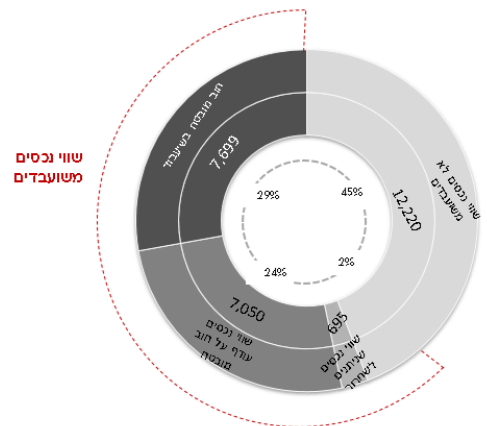 שווי נכסים
משועבדים
חוב מובטח בשיעבוד
7,699
שווי נכסים לא
משועבדים
12,220
29%
45%
24%
2%
7,050
שווי נכסים
עודף על חוב
מובטח
695
שווי נכסים
שניתנים
לשחרור